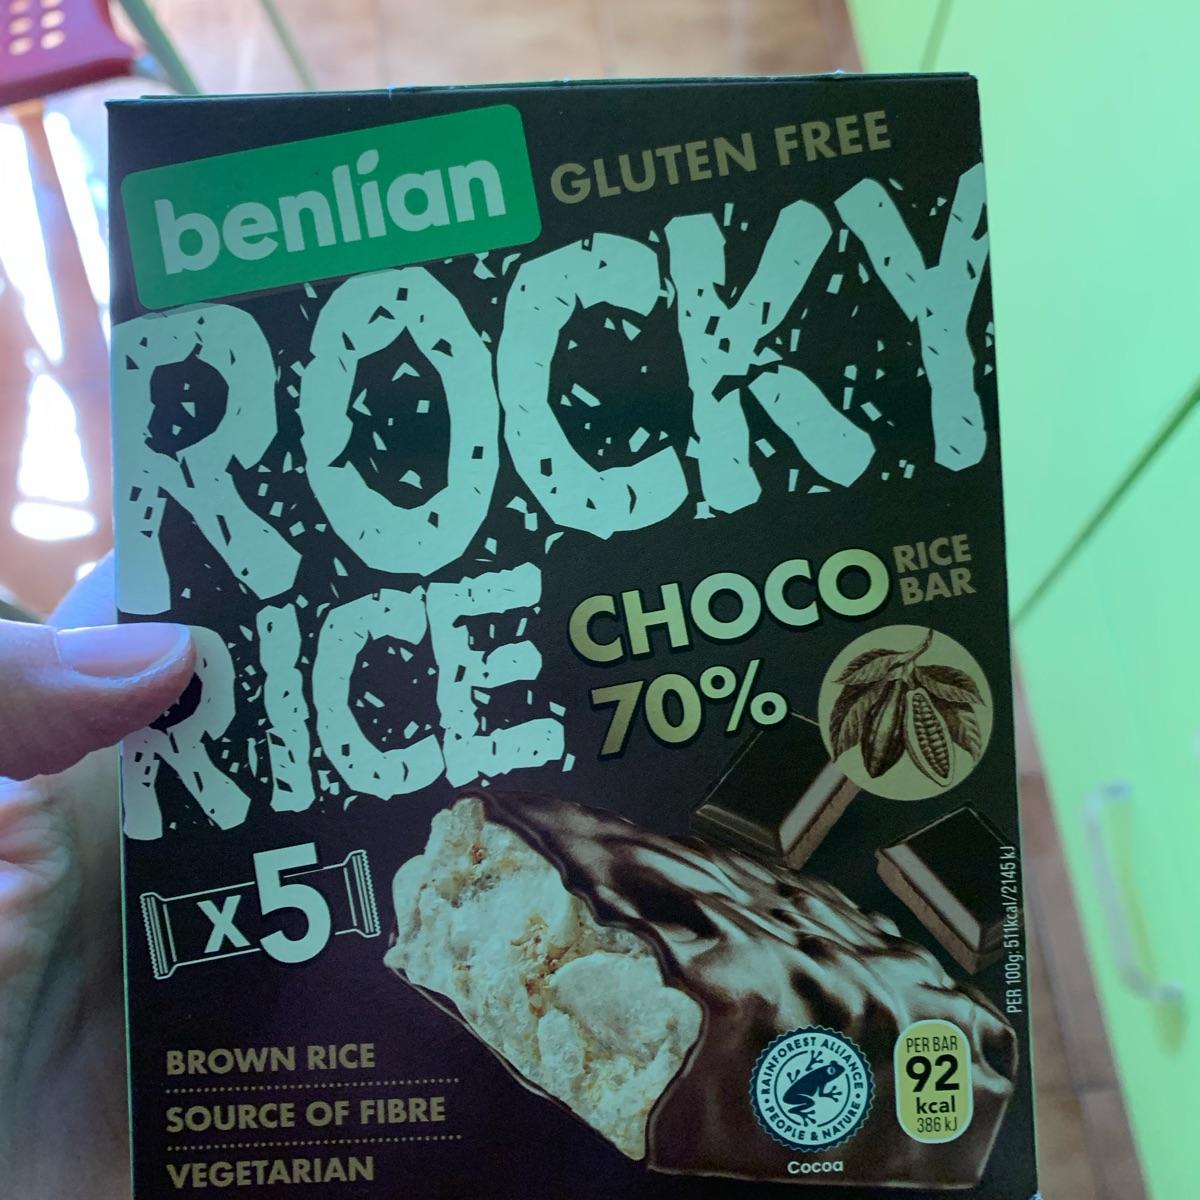 benlian
GLUTEN FREE
ROCKY
RICE
CHOCO
RICE
BAR
70%
x5
BROWN RICE
SOURCE OF FIBRE
VEGETARIAN
RAINFOREST ALLIANCE
PEOPLE & NATURE
Cocoa
PER BAR
92
kcal
386 kJ
PER 100g: 511kcal/2145 kJ